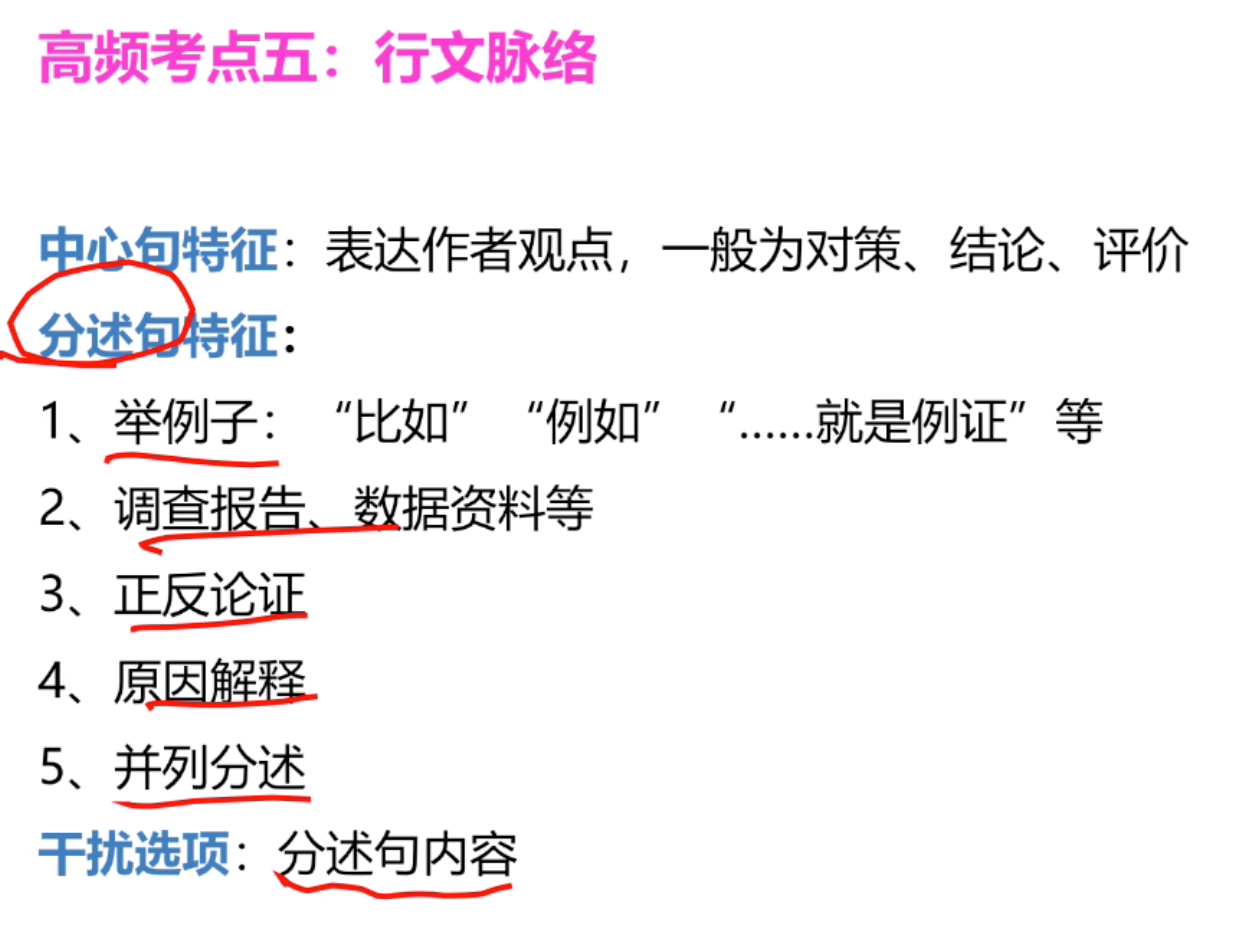 高频考点五：行文脉络
中心句特征：表达作者观点，一般为对策、结论、评价
分述句特征：
1、举例子：“比如”“例如”“……就是例证”等
2、调查报告、数据资料等
3、正反论证
4、原因解释
5、并列分述
干扰选项：分述句内容